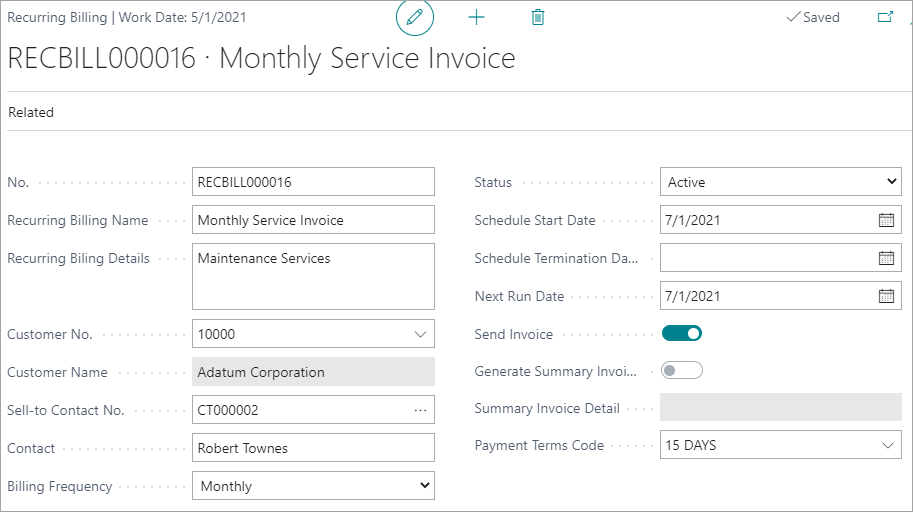 Recurring Billing | Work Date: 5/1/2021
Saved
RECBILL000016 · Monthly Service Invoice
Related
No. RECBILL000016
Recurring Billing Name Monthly Service Invoice
Recurring Biling Details Maintenance Services
Customer No. 10000
Customer Name Adatum Corporation
Sell-to Contact No. CT000002 ...
Contact Robert Townes
Billing Frequency Monthly
Status Active
Schedule Start Date 7/1/2021
Schedule Termination Da...
Next Run Date 7/1/2021
Send Invoice
Generate Summary Invoi...
Summary Invoice Detail
Payment Terms Code 15 DAYS